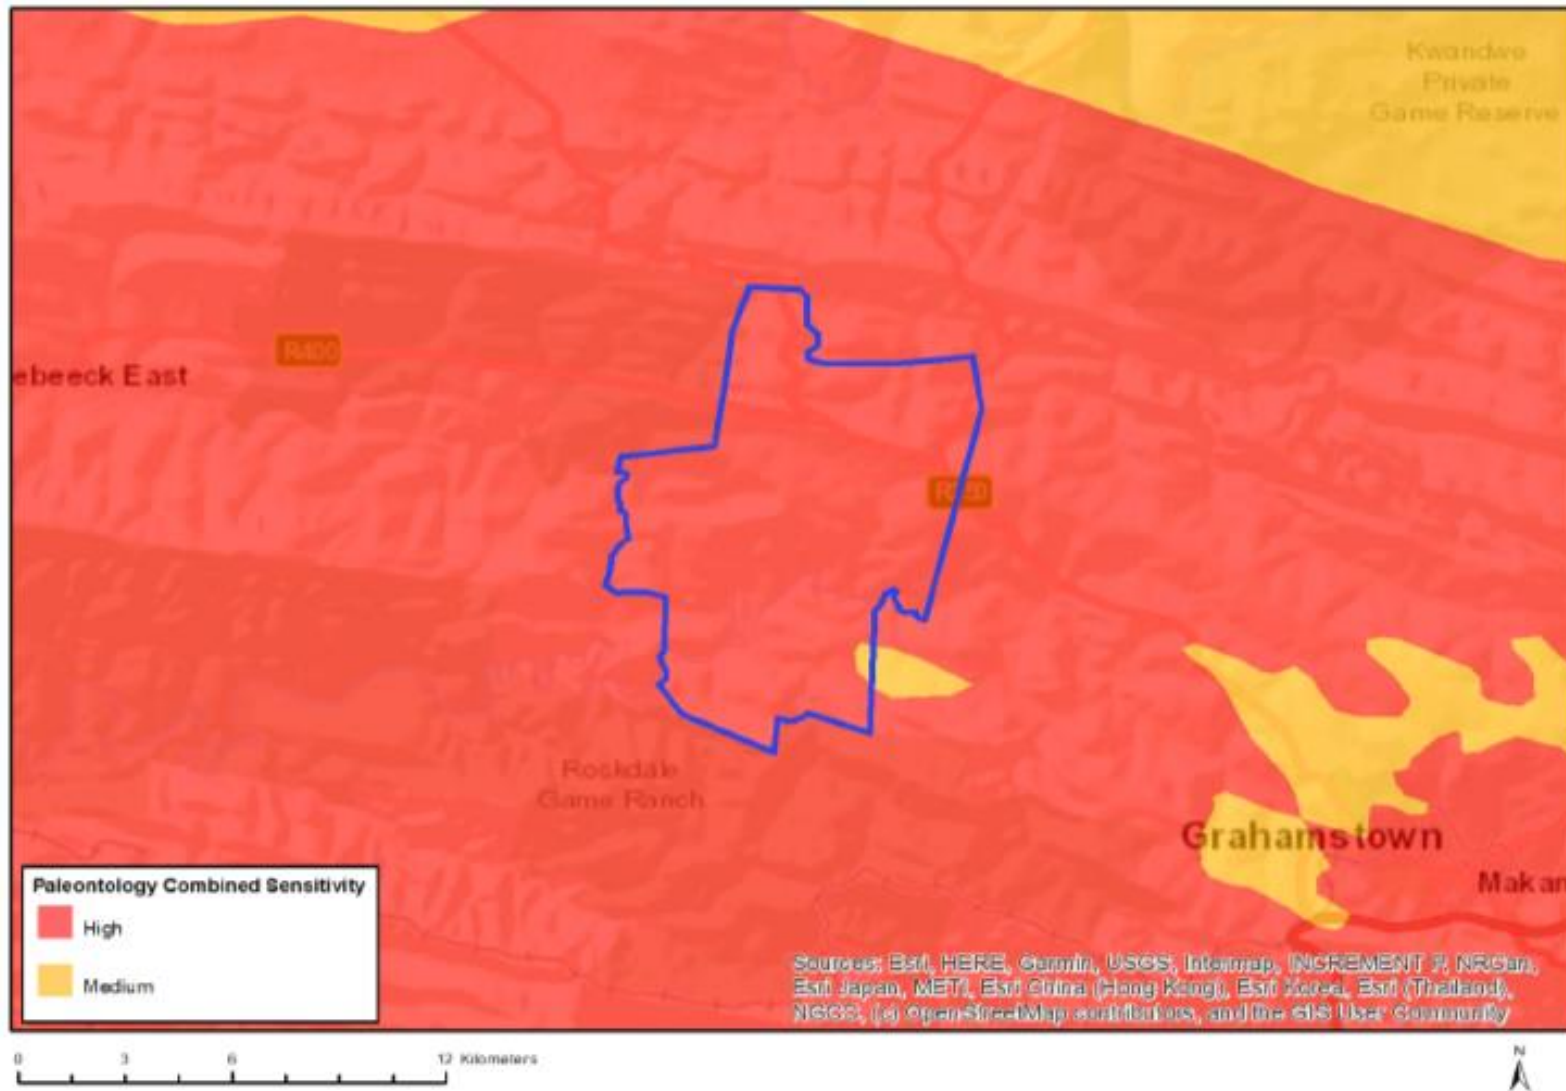 Kwandwe
Private
Game Reserve
R400
ebeeck East
Rockdale
Game Ranch
Grahamstown
Makan
Paleontology Combined Sensitivity
High
Medium
Sources: Esri, HERE, Garmin, USGS, Intermap, INCREMENT P, NRCan,
Esri Japan, METI, Esri China (Hong Kong), Esri Korea, Esri (Thailand),
NGCC, (c) OpenStreetMap contributors, and the GIS User Community
0 3 6 12 Kilometers
N